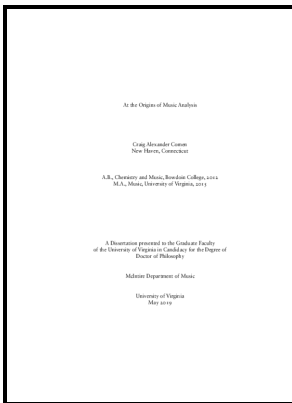 At the Origins of Music Analysis
Craig Alexander Comen
New Haven, Connecticut
A.B., Chemistry and Music, Bowdoin College, 2012
M.A., Music, University of Virginia, 2013
A Dissertation presented to the Graduate Faculty
of the University of Virginia in Candidacy for the Degree of
Doctor of Philosophy
McIntire Department of Music
University of Virginia
May 2019